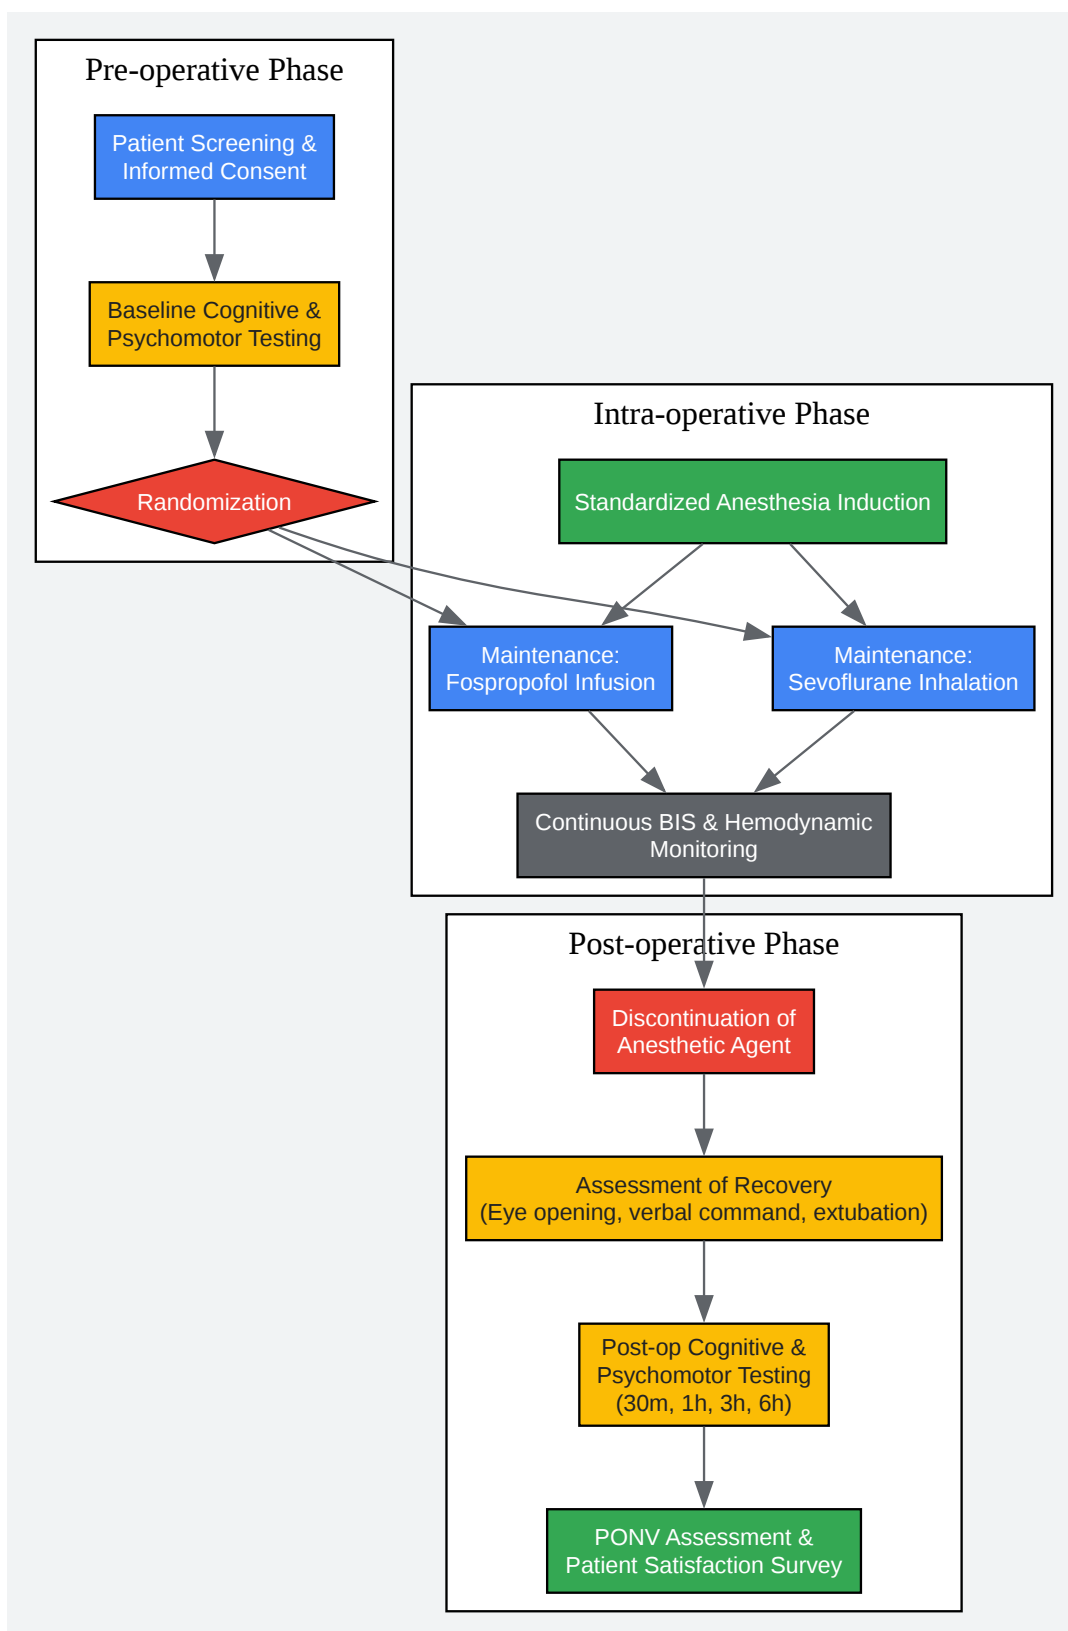 Pre-operative Phase
Patient Screening &
Informed Consent
Baseline Cognitive &
Psychomotor Testing
Randomization
Intra-operative Phase
Standardized Anesthesia Induction
Maintenance:
Fospropofol Infusion
Maintenance:
Sevoflurane Inhalation
Continuous BIS & Hemodynamic
Monitoring
Post-operative Phase
Discontinuation of
Anesthetic Agent
Assessment of Recovery
(Eye opening, verbal command, extubation)
Post-op Cognitive &
Psychomotor Testing
(30m, 1h, 3h, 6h)
PONV Assessment &
Patient Satisfaction Survey